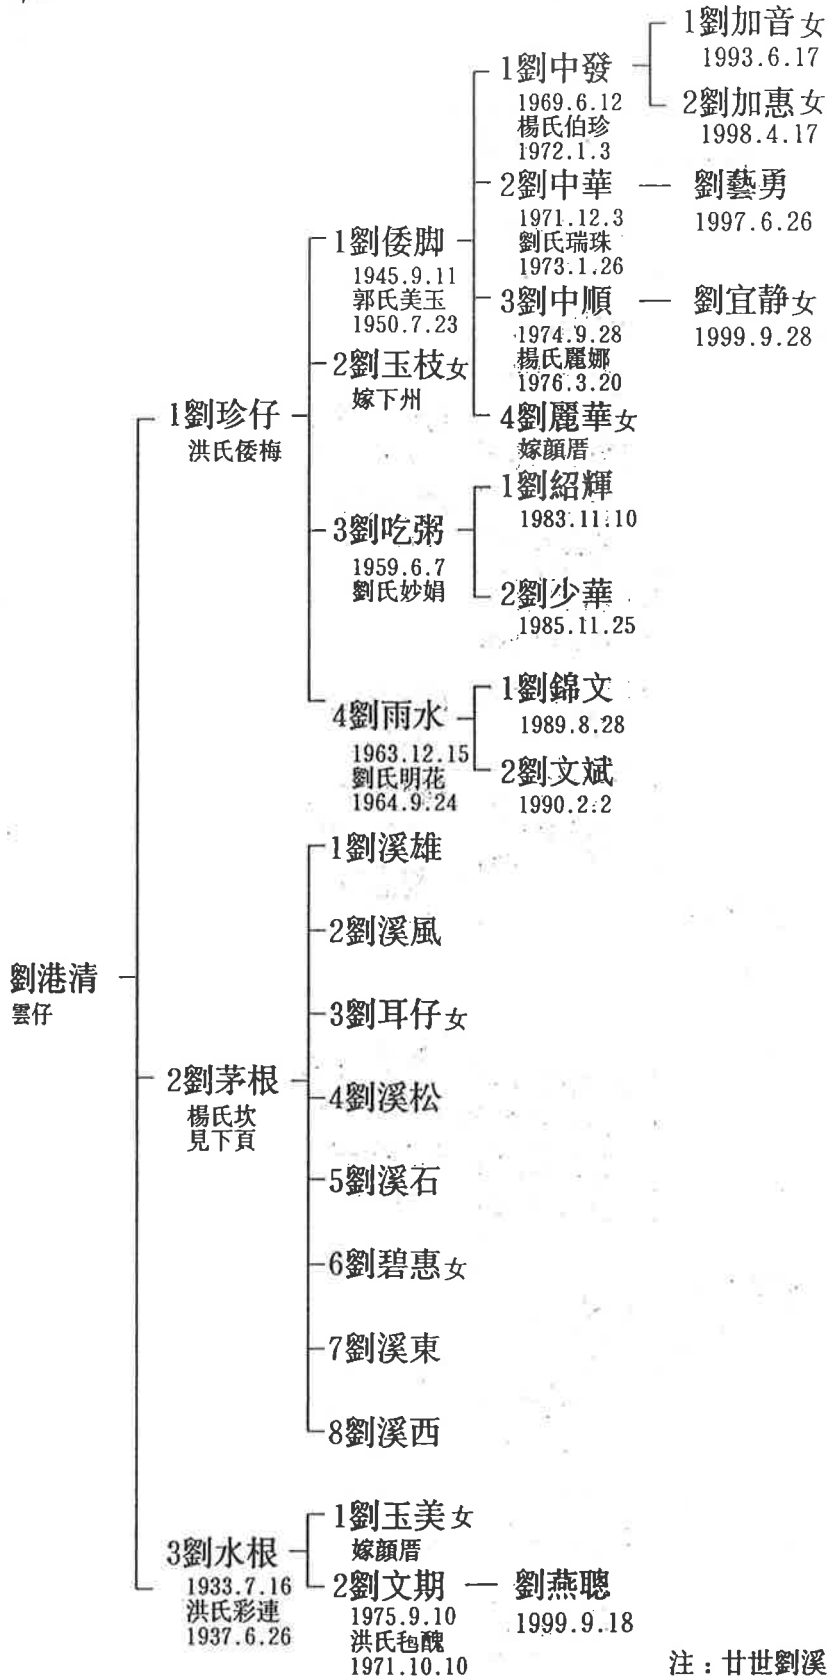 1劉加音女
1993.6.17
1劉中發
2劉加惠女
1969.6.12
楊氏伯珍
1998.4.17
1972.1.3
2劉中華 — 劉藝勇
1971.12.3
1997.6.26
劉氏瑞珠
1973.1.26
1劉倭脚
1945.9.11
郭氏美玉
1950.7.23
3劉中順 — 劉宜静女
1974.9.28
1999.9.28
楊氏麗娜
1976.3.20
2劉玉枝女
嫁下州
4劉麗華女
嫁顔厝
1劉珍仔
洪氏倭梅
1劉紹輝
1983.11.10
3劉吃粥
1959.6.7
劉氏妙娟
2劉少華
1985.11.25
1劉錦文
1989.8.28
4劉雨水
1963.12.15
劉氏明花
1964.9.24
2劉文斌
1990.2.2
1劉溪雄
2劉溪風
劉港清
雲仔
3劉耳仔女
2劉茅根
楊氏坎
見下頁
4劉溪松
5劉溪石
6劉碧惠女
7劉溪東
8劉溪西
1劉玉美女
嫁顔厝
3劉水根
1933.7.16
洪氏彩連
1937.6.26
2劉文期 — 劉燕聰
1975.9.10
1999.9.18
洪氏醜
1971.10.10
注：廿世劉溪